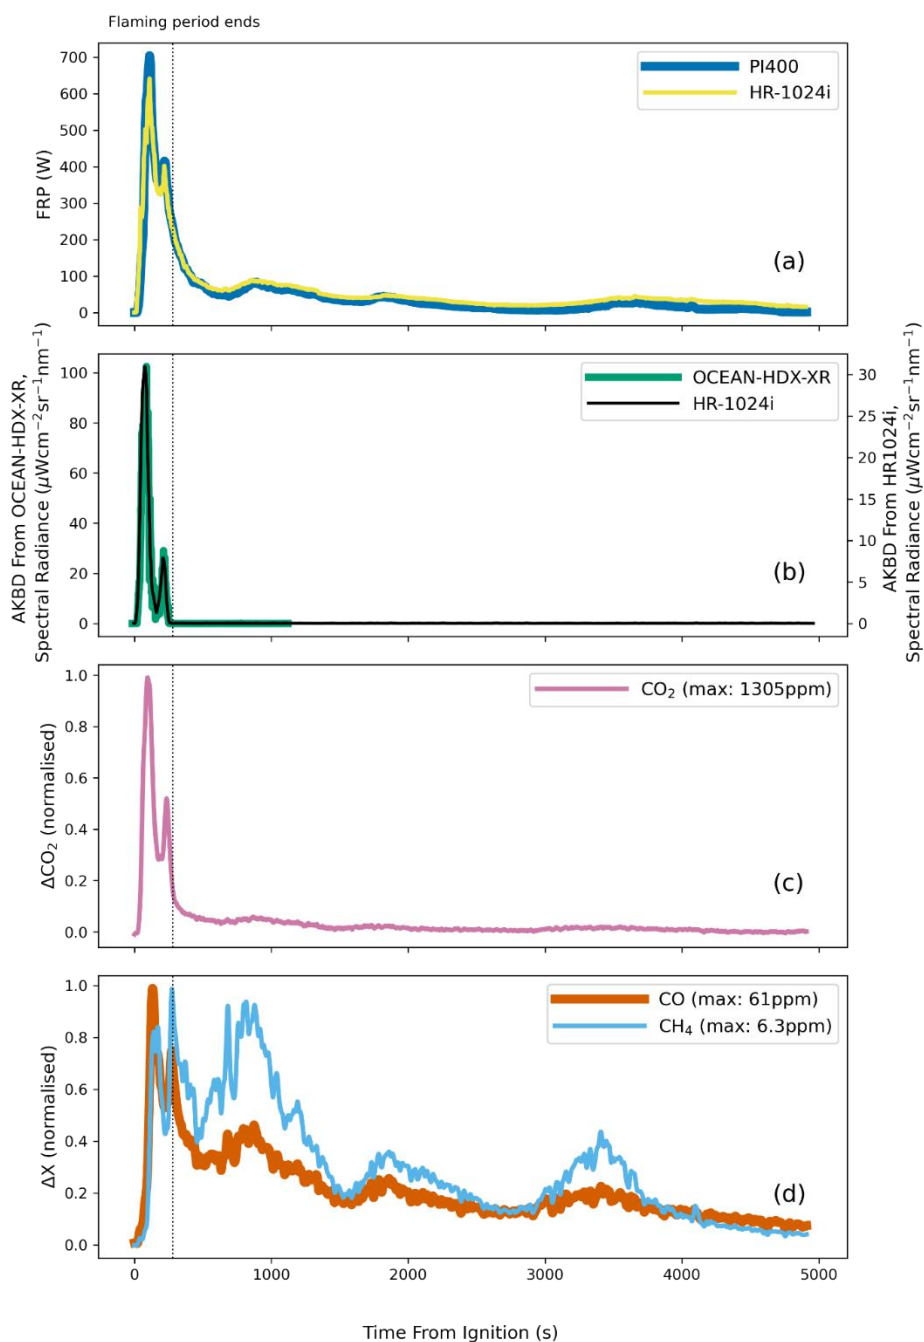 Flaming period ends
700
600
500
400
300
200
100
0
FRP (W)
PI400
HR-1024i
(a)
100
80
60
40
20
0
AKBD From OCEAN-HDX-XR,
Spectral Radiance (μWcm⁻²sr⁻¹nm⁻¹)
OCEAN-HDX-XR
HR-1024i
30
25
20
15
10
5
0
AKBD From HR1024i,
Spectral Radiance (μWcm⁻²sr⁻¹nm⁻¹)
(b)
1.0
0.8
0.6
0.4
0.2
0.0
ΔCO₂ (normalised)
CO₂ (max: 1305ppm)
(c)
1.0
0.8
0.6
0.4
0.2
0.0
ΔX (normalised)
CO (max: 61ppm)
CH₄ (max: 6.3ppm)
(d)
0 1000 2000 3000 4000 5000
Time From Ignition (s)